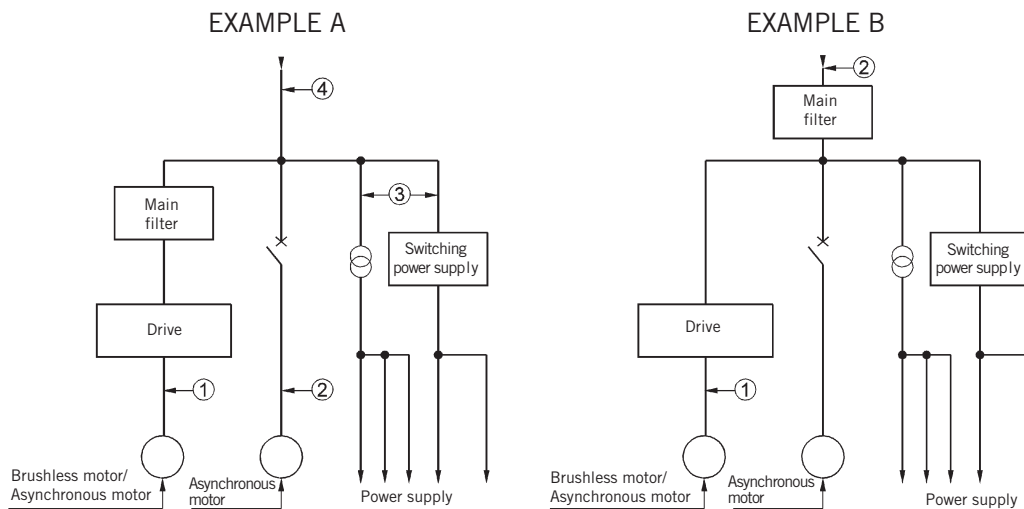 EXAMPLE A
4
Main
filter
3
Switching
power supply
Drive
1
2
Brushless motor/
Asynchronous motor
Asynchronous
motor
Power supply
EXAMPLE B
2
Main
filter
Switching
power supply
Drive
1
Brushless motor/
Asynchronous motor
Asynchronous
motor
Power supply